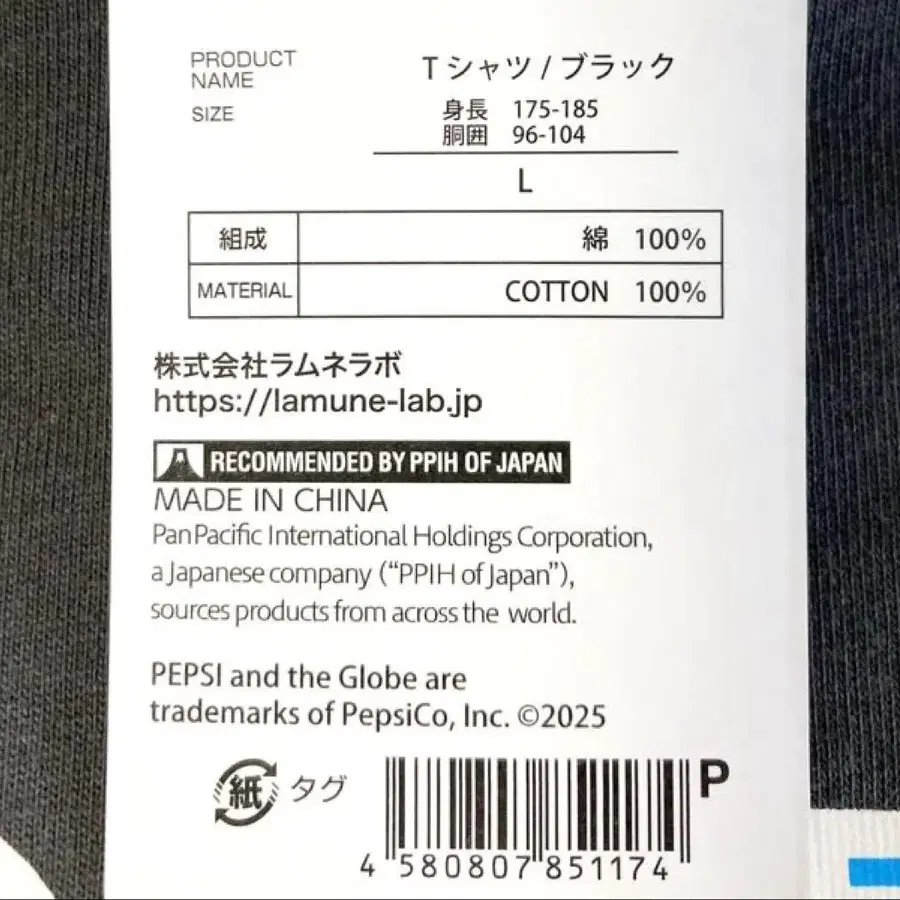 PRODUCT
NAME
Tシャツ / ブラック
SIZE
身長 175-185
胴囲 96-104
L
組成 綿 100%
MATERIAL COTTON 100%
株式会社ラムネラボ
https://lamune-lab.jp
RECOMMENDED BY PPIH OF JAPAN
MADE IN CHINA
Pan Pacific International Holdings Corporation,
a Japanese company (“PPIH of Japan”),
sources products from across the world.
PEPSI and the Globe are
trademarks of PepsiCo, Inc. ©2025
紙 タグ
P
4 580807 851174